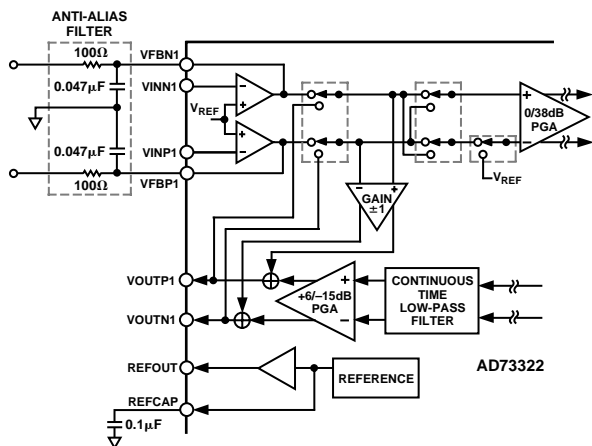 ANTI-ALIAS
FILTER
100Ω
VFBN1
0.047µF
VINN1
VREF
0/38dB
PGA
0.047µF
VINP1
100Ω
VFBP1
VREF
GAIN
±1
VOUTP1
+6/–15dB
PGA
CONTINUOUS
TIME
LOW-PASS
FILTER
VOUTN1
REFOUT
REFERENCE
AD73322
REFCAP
0.1µF